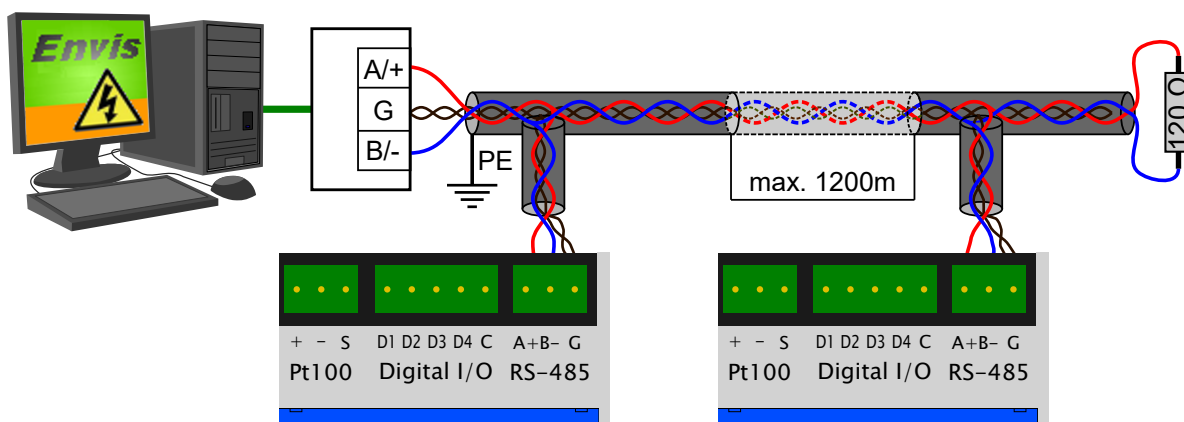 Envis
A/+
G
B/-
PE
max. 1200m
120 Ω
+ - S D1 D2 D3 D4 C A+B- G
Pt100 Digital I/O RS-485
+ - S D1 D2 D3 D4 C A+B- G
Pt100 Digital I/O RS-485